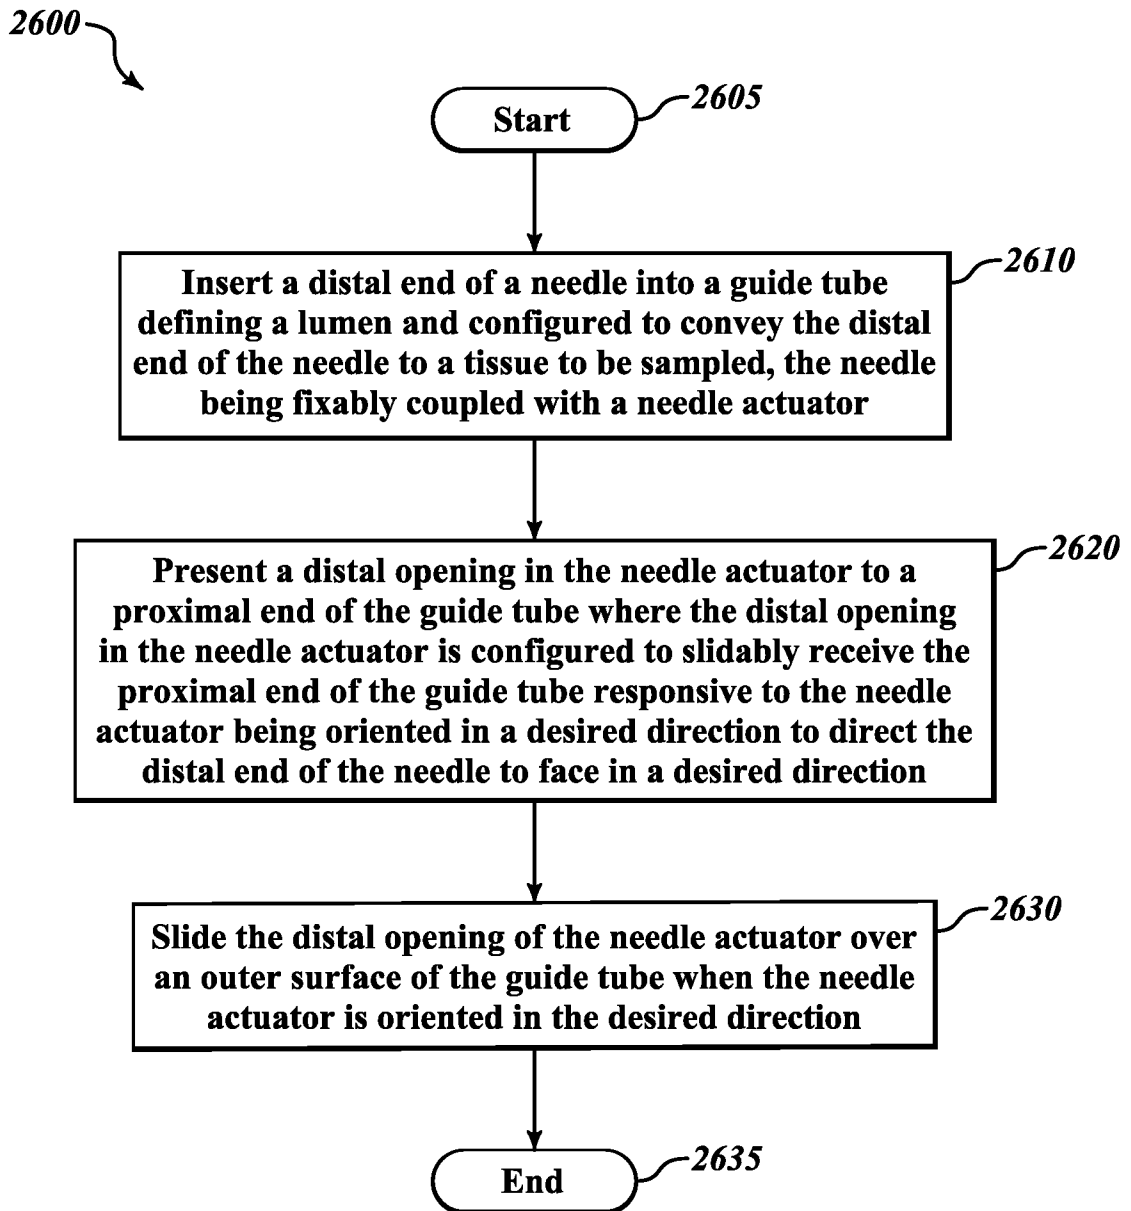 2600
Start
2605
Insert a distal end of a needle into a guide tube
defining a lumen and configured to convey the distal
end of the needle to a tissue to be sampled, the needle
being fixably coupled with a needle actuator
2610
Present a distal opening in the needle actuator to a
proximal end of the guide tube where the distal opening
in the needle actuator is configured to slidably receive the
proximal end of the guide tube responsive to the needle
actuator being oriented in a desired direction to direct the
distal end of the needle to face in a desired direction
2620
Slide the distal opening of the needle actuator over
an outer surface of the guide tube when the needle
actuator is oriented in the desired direction
2630
End
2635